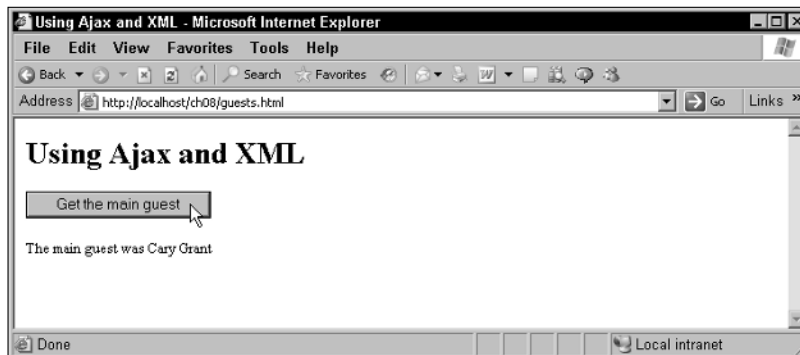 Using Ajax and XML - Microsoft Internet Explorer
File Edit View Favorites Tools Help
Back Search Favorites
Address http://localhost/ch08/guests.html Go Links »
Using Ajax and XML
Get the main guest
The main guest was Cary Grant
Done Local intranet